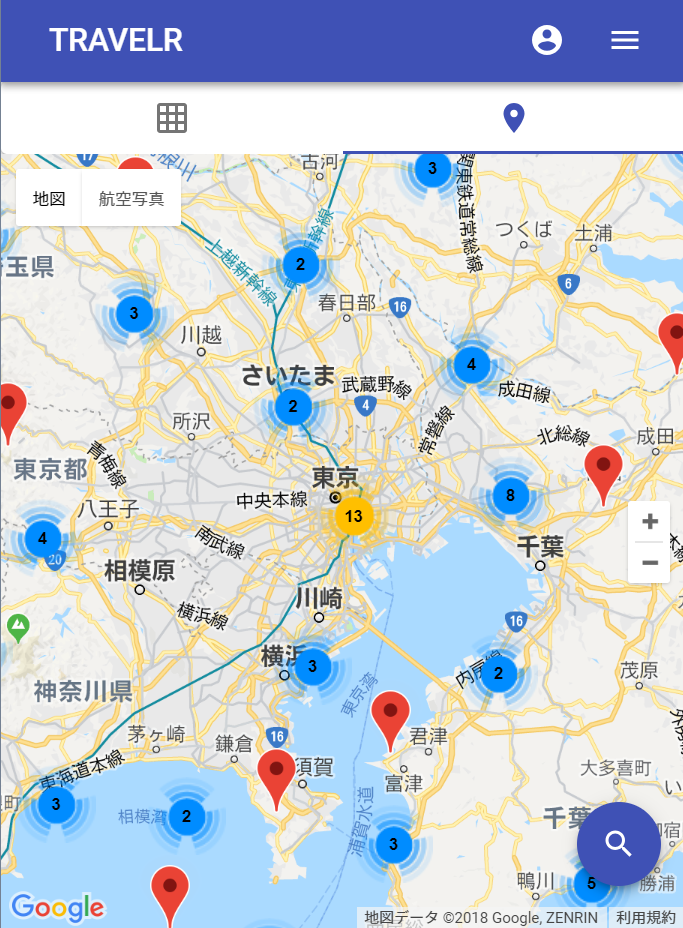 TRAVELR
地図
航空写真
17
古河
3
関東鉄道常総線
つくば
土浦
上越新幹線
2
6
3
春日部
16
川越
さいたま
4
武蔵野線
成田線
2
4
常磐線
北総線
所沢
成田
東京都
青梅線
東京
8
中央本線
八王子
13
4
20
南武線
千葉
相模原
川崎
横浜線
16
横浜
3
内房線
2
茂原
神奈川県
東京湾
茅ヶ崎
鎌倉
16
君津
東海道本線
須賀
富津
大多喜町
3
相模湾
2
浦賀水道
3
千葉
鴨川
5
勝浦
Google
地図データ ©2018 Google, ZENRIN
利用規約